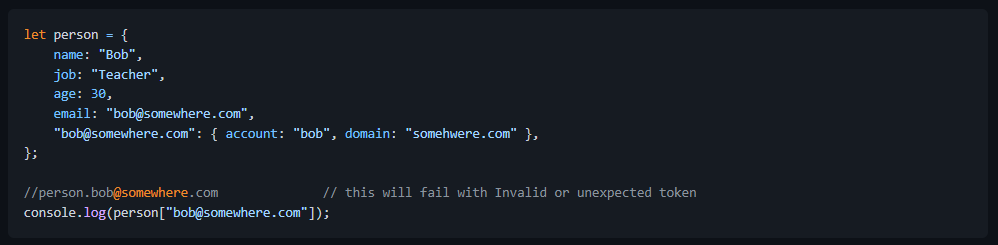 let person = {
    name: "Bob",
    job: "Teacher",
    age: 30,
    email: "bob@somewhere.com",
    "bob@somewhere.com": { account: "bob", domain: "somehwere.com" },
};

//person.bob@somewhere.com             // this will fail with Invalid or unexpected token
console.log(person["bob@somewhere.com"]);